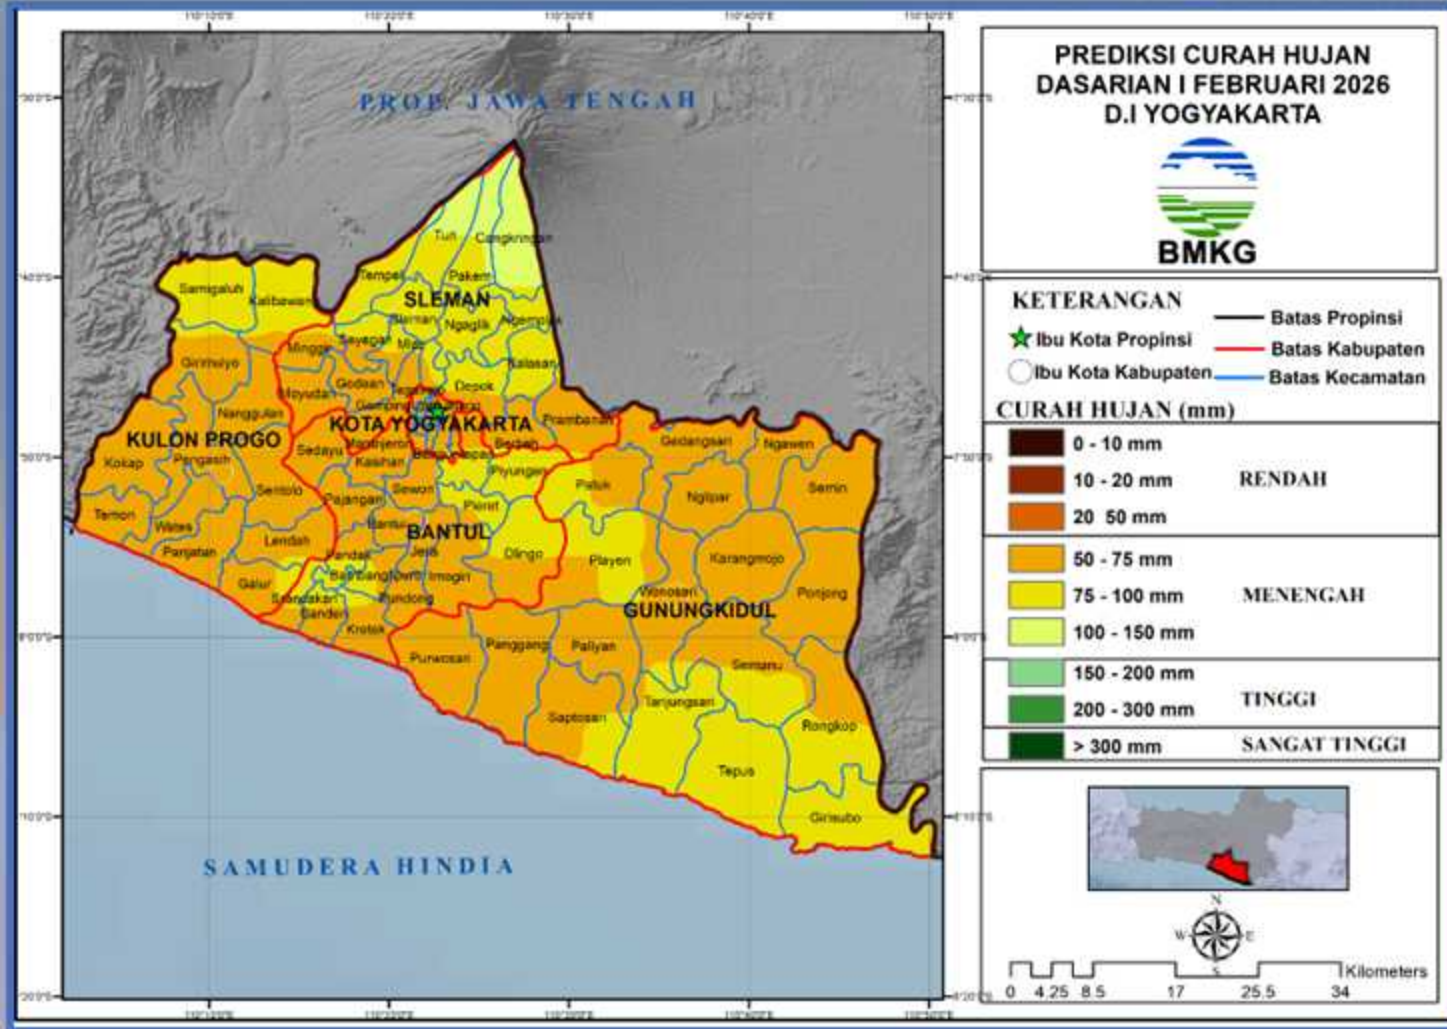 PREDIKSI CURAH HUJAN
DASARIAN I FEBRUARI 2026
D.I YOGYAKARTA
BMKG
KETERANGAN
Ibu Kota Propinsi
Ibu Kota Kabupaten
Batas Propinsi
Batas Kabupaten
Batas Kecamatan
CURAH HUJAN (mm)
0 - 10 mm
10 - 20 mm
20 50 mm
RENDAH
50 - 75 mm
75 - 100 mm
100 - 150 mm
MENENGAH
150 - 200 mm
200 - 300 mm
TINGGI
> 300 mm
SANGAT TINGGI
N
W
E
S
Kilometers
0 4.25 8.5 17 25.5 34
PROP. JAWA TENGAH
Turi
Cangkringan
Tempel
Pakem
SLEMAN
Samigaluh
Kalibawang
Sleman
Ngaglik
Ngemplak
Seyegan
Mlati
Minggir
Girimulyo
Kalasan
Godean
Depok
Moyudan
Gamping
Nanggulan
Prambanan
KOTA YOGYAKARTA
KULON PROGO
Mantrijeron
Berbah
Gedangsari
Ngawen
Sedayu
Kasihan
Kokap
Pengasih
Piyungan
Patuk
Nglipar
Semin
Sentolo
Pajangan
Sewon
Pleret
Temon
Wates
Bantul
BANTUL
Lendah
Panjatan
Pandak
Jetis
Dlingo
Playen
Karangmojo
Galur
Imogiri
Wonosari
Ponjong
Srandakan
Pundong
Sanden
GUNUNGKIDUL
Kretek
Purwosari
Panggang
Paliyan
Semanu
Tanjungsari
Saptosari
Rongkop
Tepus
Girisubo
SAMUDERA HINDIA